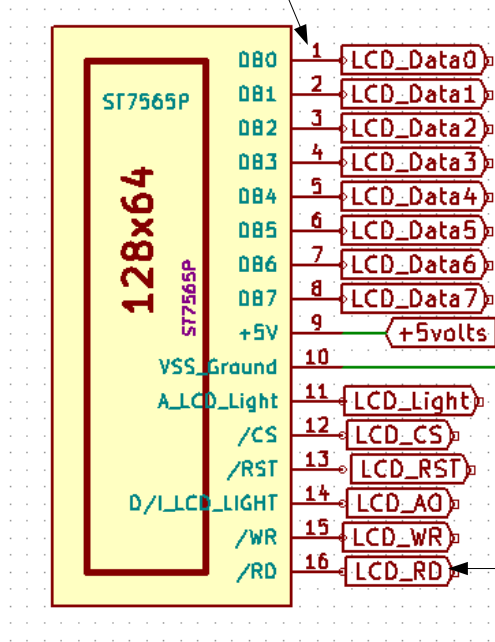 DB0 1 LCD_Data0
ST7565P DB1 2 LCD_Data1
DB2 3 LCD_Data2
DB3 4 LCD_Data3
DB4 5 LCD_Data4
128x64
DB5 6 LCD_Data5
DB6 7 LCD_Data6
ST7565P
DB7 8 LCD_Data7
+5V 9 +5volts
VSS_Ground 10
A_LCD_Light 11 LCD_Light
/CS 12 LCD_CS
/RST 13 LCD_RST
D/I_LCD_LIGHT 14 LCD_AO
/WR 15 LCD_WR
/RD 16 LCD_RD